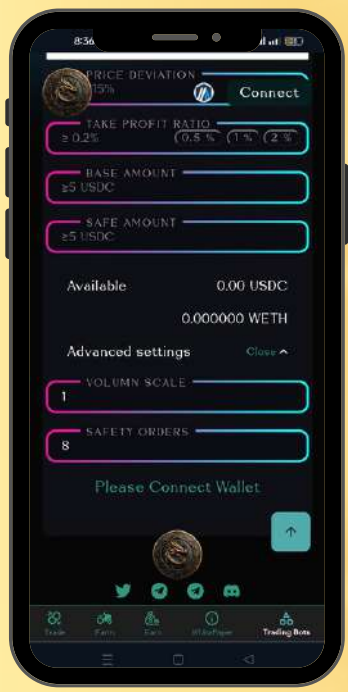 8:36
PRICE DEVIATION
15%
Connect
TAKE PROFIT RATIO
≥ 0.2%
0.5 %
1 %
2 %
BASE AMOUNT
≥5 USDC
SAFE AMOUNT
≥5 USDC
Available
0.00 USDC
0.000000 WETH
Advanced settings
Close
VOLUMN SCALE
1
SAFETY ORDERS
8
Please Connect Wallet
Trade
Farm
Earn
WhitePaper
Trading Bots